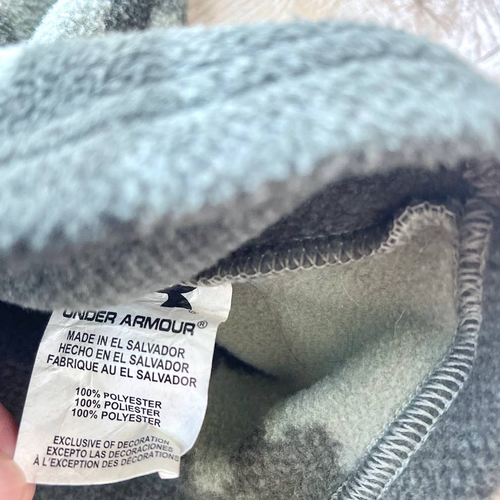 UNDER ARMOUR®
MADE IN EL SALVADOR
HECHO EN EL SALVADOR
FABRIQUE AU EL SALVADOR
100% POLYESTER
100% POLIESTER
100% POLYESTER
EXCLUSIVE OF DECORATION
EXCEPTO LAS DECORACIONES
À L'EXCEPTION DES DÉCORATIONS